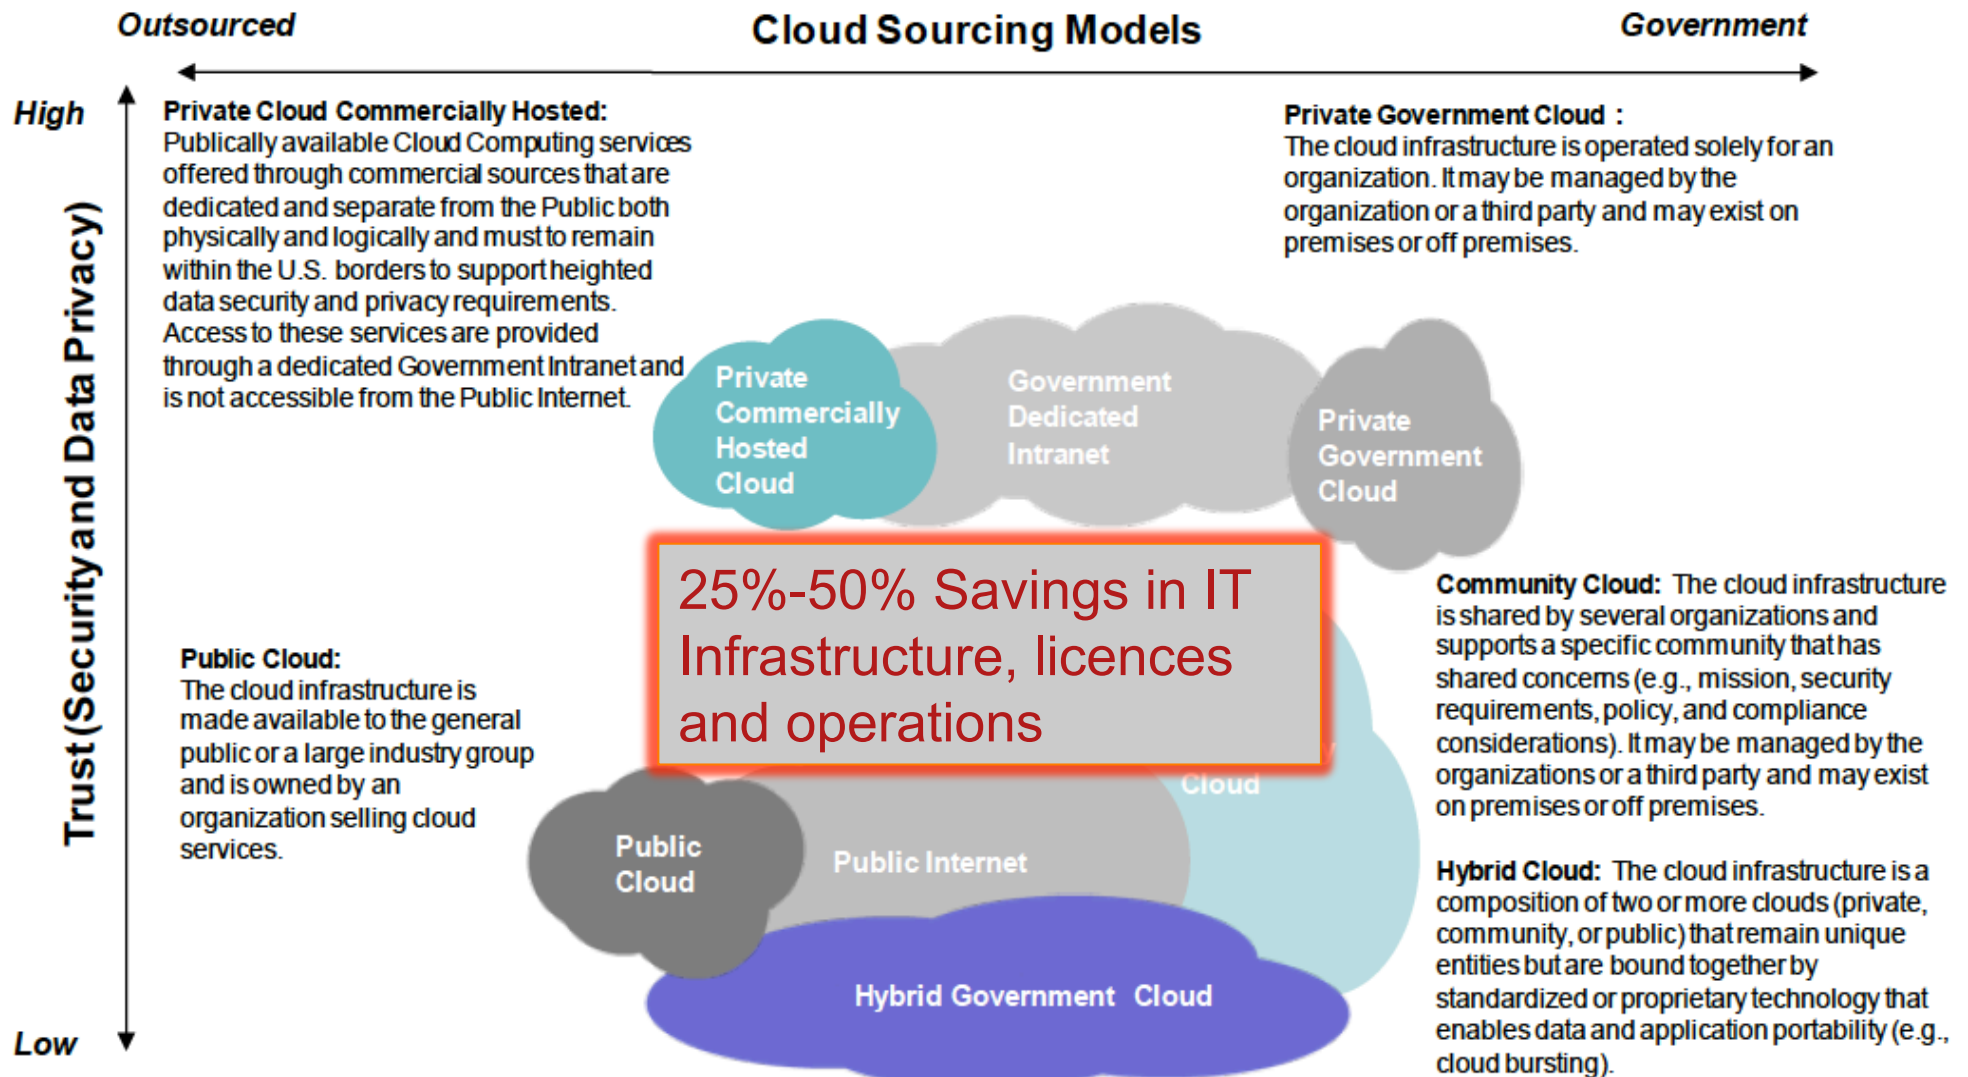 Outsourced
Cloud Sourcing Models
Government
High
Private Cloud Commercially Hosted:
Publically available Cloud Computing services
offered through commercial sources that are
dedicated and separate from the Public both
physically and logically and must to remain
within the U.S. borders to support heighted
data security and privacy requirements.
Access to these services are provided
through a dedicated Government Intranet and
is not accessible from the Public Internet.
Private Government Cloud :
The cloud infrastructure is operated solely for an
organization. It may be managed by the
organization or a third party and may exist on
premises or off premises.
Trust (Security and Data Privacy)
Private
Commercially
Hosted
Cloud
Government
Dedicated
Intranet
Private
Government
Cloud
25%-50% Savings in IT
Infrastructure, licences
and operations
Cloud
Community Cloud: The cloud infrastructure
is shared by several organizations and
supports a specific community that has
shared concerns (e.g., mission, security
requirements, policy, and compliance
considerations). It may be managed by the
organizations or a third party and may exist
on premises or off premises.
Public Cloud:
The cloud infrastructure is
made available to the general
public or a large industry group
and is owned by an
organization selling cloud
services.
Public
Cloud
Public Internet
Hybrid Government Cloud
Hybrid Cloud: The cloud infrastructure is a
composition of two or more clouds (private,
community, or public) that remain unique
entities but are bound together by
standardized or proprietary technology that
enables data and application portability (e.g.,
cloud bursting).
Low